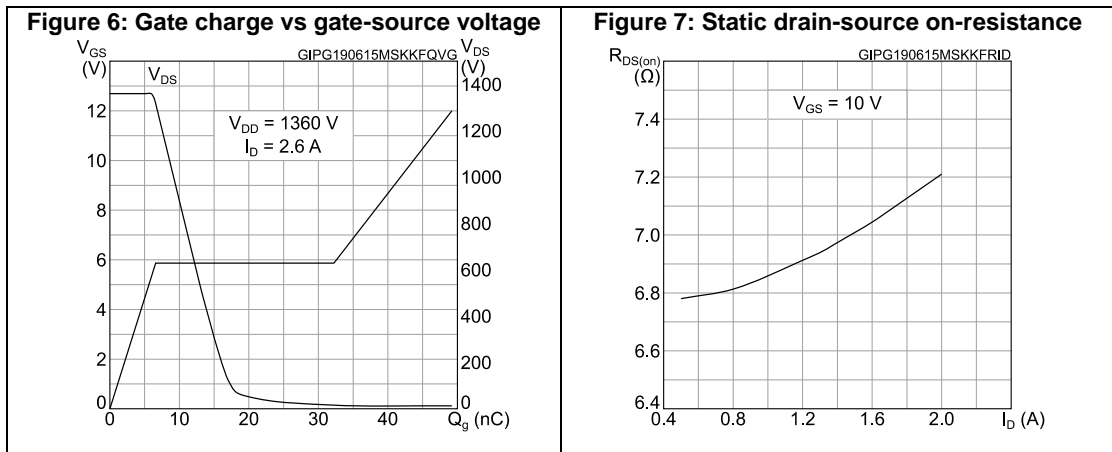 Figure 6: Gate charge vs gate-source voltage
V_GS
(V)
GIPG190615MSKKFQVG
V_DS
(V)
V_DS
V_DD = 1360 V
I_D = 2.6 A
12
10
8
6
4
2
0
1400
1200
1000
800
600
400
200
0
0 10 20 30 40 Q_g (nC)
Figure 7: Static drain-source on-resistance
R_DS(on)
(Ω)
GIPG190615MSKKFRID
V_GS = 10 V
7.4
7.2
7.0
6.8
6.6
6.4
0.4 0.8 1.2 1.6 2.0 I_D (A)